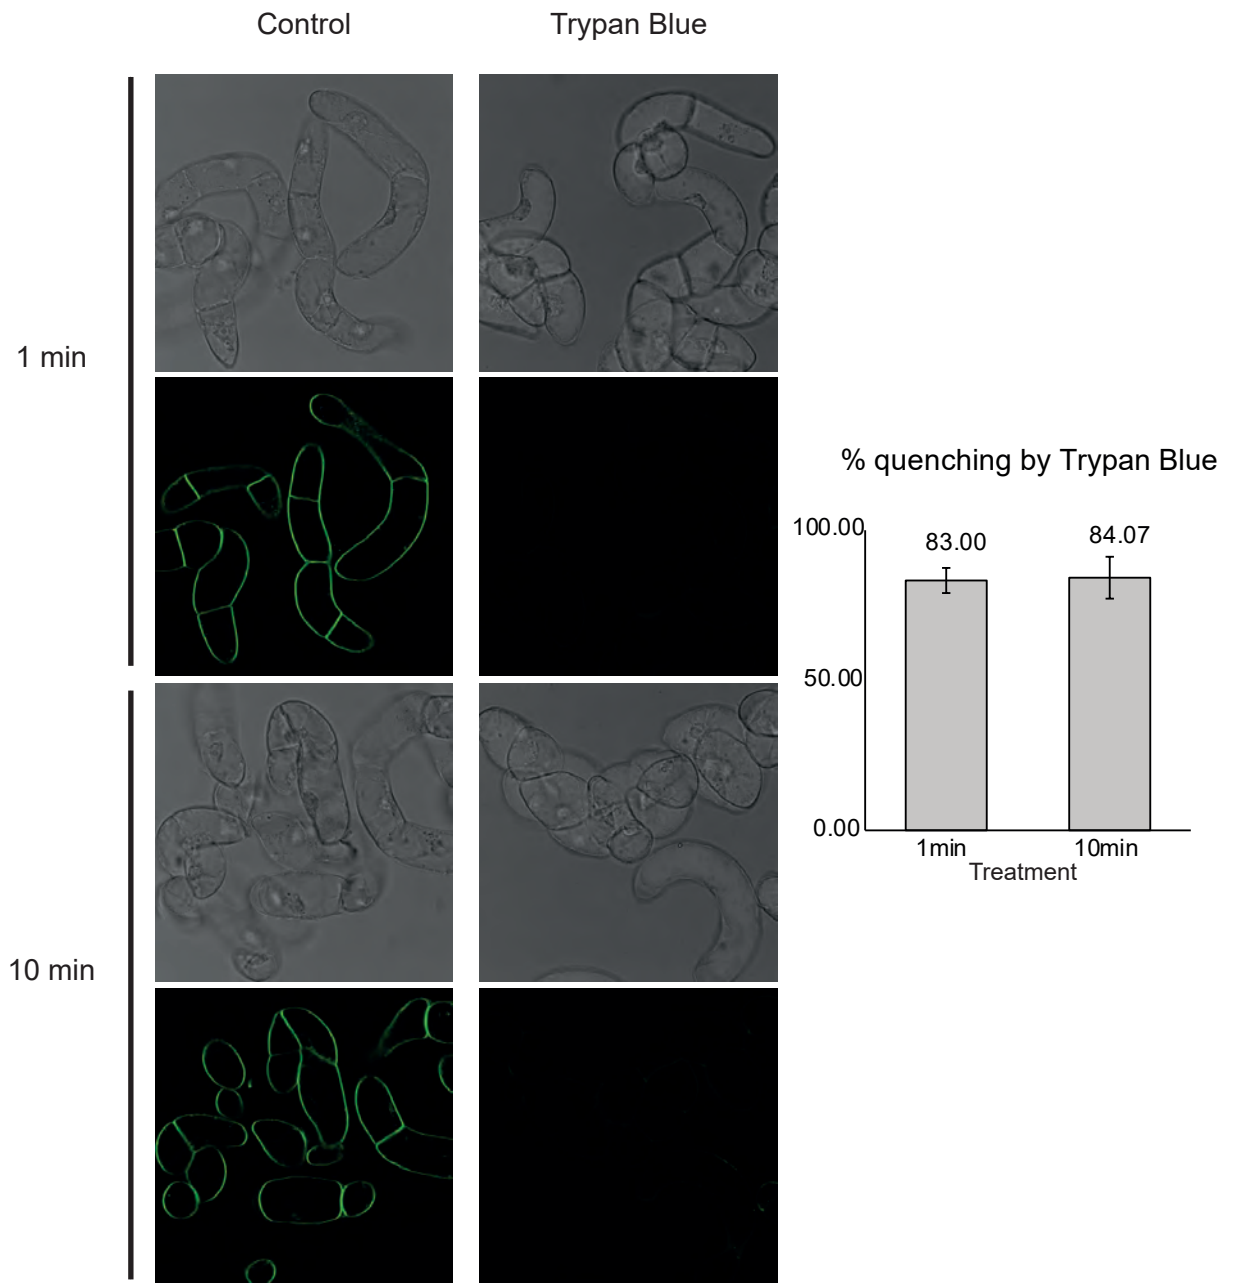 Control
Trypan Blue
1 min
10 min
% quenching by Trypan Blue
100.00
50.00
0.00
83.00
84.07
1min
10min
Treatment